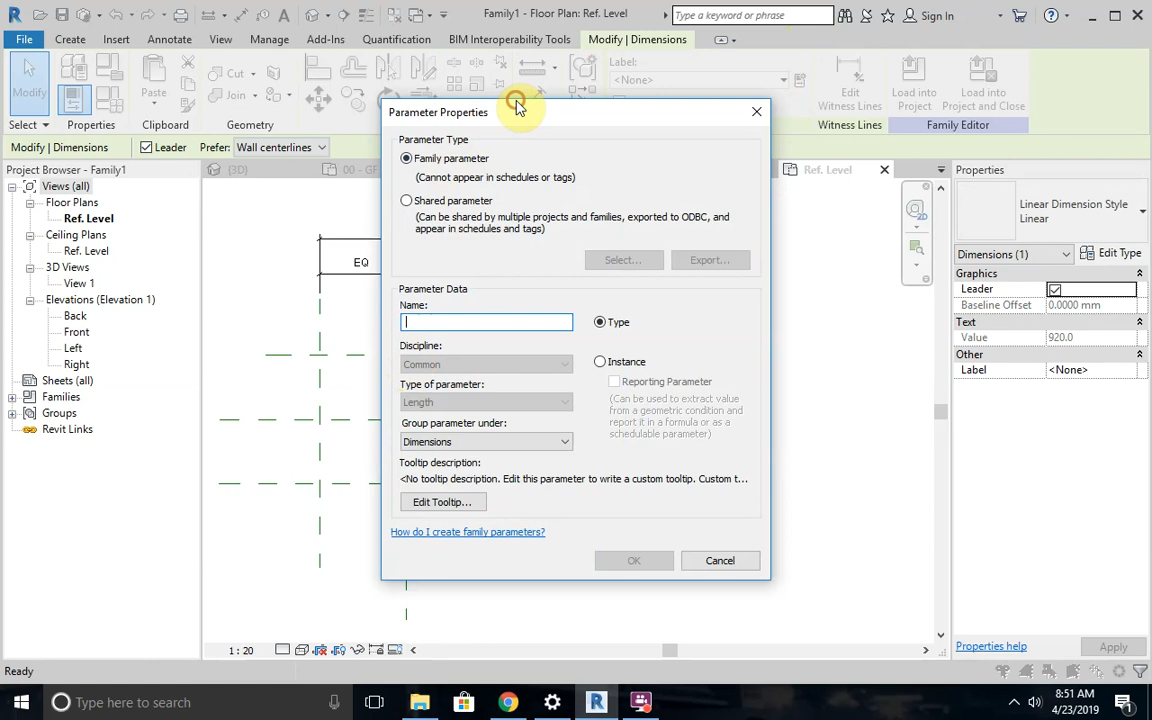 Family1 - Floor Plan: Ref. Level
Type a keyword or phrase
Sign In
File
Create
Insert
Annotate
View
Manage
Add-Ins
Quantification
BIM Interoperability Tools
Modify | Dimensions
Modify
Paste
Cut
Join
Label:
<None>
Edit
Witness Lines
Load into
Project
Load into
Project and Close
Select
Properties
Clipboard
Geometry
Witness Lines
Family Editor
Modify | Dimensions
Leader
Prefer:
Wall centerlines
Project Browser - Family1
Views (all)
Floor Plans
Ref. Level
Ceiling Plans
Ref. Level
3D Views
View 1
Elevations (Elevation 1)
Back
Front
Left
Right
Sheets (all)
Families
Groups
Revit Links
{3D}
00 - GF
Ref. Level
EQ
2D
Parameter Properties
Parameter Type
Family parameter
(Cannot appear in schedules or tags)
Shared parameter
(Can be shared by multiple projects and families, exported to ODBC, and
appear in schedules and tags)
Select...
Export...
Parameter Data
Name:
Type
Discipline:
Common
Instance
Type of parameter:
Length
Reporting Parameter
(Can be used to extract value
from a geometric condition and
report it in a formula or as a
schedulable parameter)
Group parameter under:
Dimensions
Tooltip description:
<No tooltip description. Edit this parameter to write a custom tooltip. Custom t...
Edit Tooltip...
How do I create family parameters?
OK
Cancel
Properties
Linear Dimension Style
Linear
Dimensions (1)
Edit Type
Graphics
Leader
Baseline Offset
0.0000 mm
Text
Value
920.0
Other
Label
<None>
Properties help
Apply
1 : 20
Ready
Type here to search
8:51 AM
4/23/2019
1